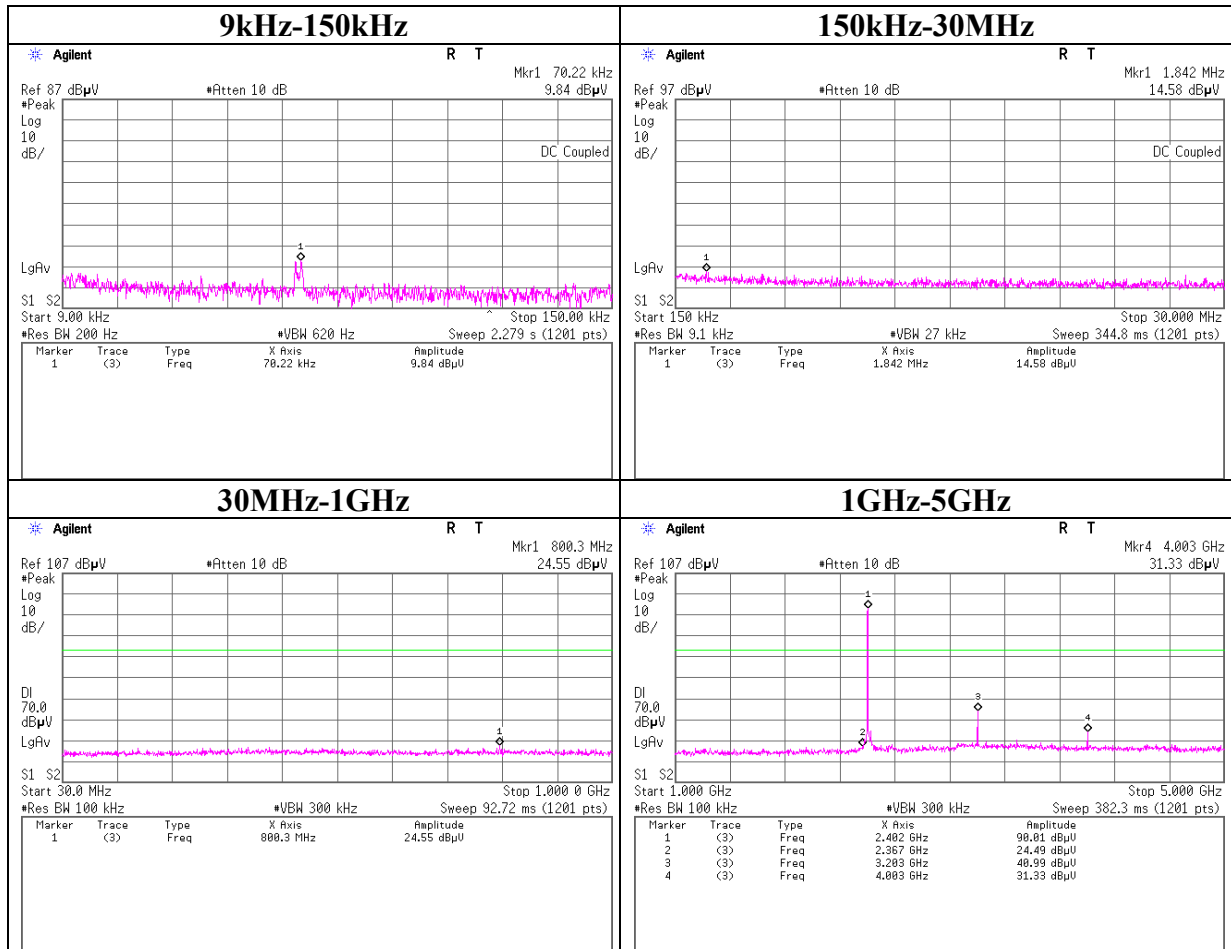 9kHz-150kHz
Agilent R T
Mkr1 70.22 kHz
Ref 87 dBµV #Atten 10 dB 9.84 dBµV
#Peak
Log
10
dB/
DC Coupled
1
LgAv
S1 S2
Start 9.00 kHz ^ Stop 150.00 kHz
#Res BW 200 Hz #VBW 620 Hz Sweep 2.279 s (1201 pts)
Marker Trace Type X Axis Amplitude
1 (3) Freq 70.22 kHz 9.84 dBµV
150kHz-30MHz
Agilent R T
Mkr1 1.842 MHz
Ref 97 dBµV #Atten 10 dB 14.58 dBµV
#Peak
Log
10
dB/
DC Coupled
1
LgAv
S1 S2
Start 150 kHz Stop 30.000 MHz
#Res BW 9.1 kHz #VBW 27 kHz Sweep 344.8 ms (1201 pts)
Marker Trace Type X Axis Amplitude
1 (3) Freq 1.842 MHz 14.58 dBµV
30MHz-1GHz
Agilent R T
Mkr1 800.3 MHz
Ref 107 dBµV #Atten 10 dB 24.55 dBµV
#Peak
Log
10
dB/
DI
70.0
dBµV
1
LgAv
S1 S2
Start 30.0 MHz Stop 1.000 0 GHz
#Res BW 100 kHz #VBW 300 kHz Sweep 92.72 ms (1201 pts)
Marker Trace Type X Axis Amplitude
1 (3) Freq 800.3 MHz 24.55 dBµV
1GHz-5GHz
Agilent R T
Mkr4 4.003 GHz
Ref 107 dBµV #Atten 10 dB 31.33 dBµV
#Peak
1
Log
10
dB/
DI
3
70.0
dBµV
4
2
LgAv
S1 S2
Start 1.000 GHz Stop 5.000 GHz
#Res BW 100 kHz #VBW 300 kHz Sweep 382.3 ms (1201 pts)
Marker Trace Type X Axis Amplitude
1 (3) Freq 2.402 GHz 90.01 dBµV
2 (3) Freq 2.367 GHz 24.49 dBµV
3 (3) Freq 3.203 GHz 40.99 dBµV
4 (3) Freq 4.003 GHz 31.33 dBµV